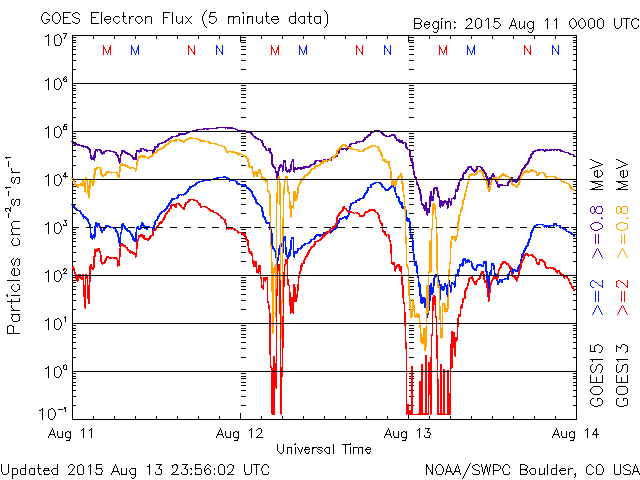 GOES Electron Flux (5 minute data)
Begin: 2015 Aug 11 0000 UTC
10⁷
M M N N M M N N M M N N
10⁶
10⁵
10⁴
10³
10²
10¹
10⁰
10⁻¹
Particles cm⁻²s⁻¹sr⁻¹
Aug 11 Aug 12 Aug 13 Aug 14
Universal Time
GOES15 >=2 >=0.8 MeV
GOES13 >=2 >=0.8 MeV
Updated 2015 Aug 13 23:56:02 UTC
NOAA/SWPC Boulder, CO USA